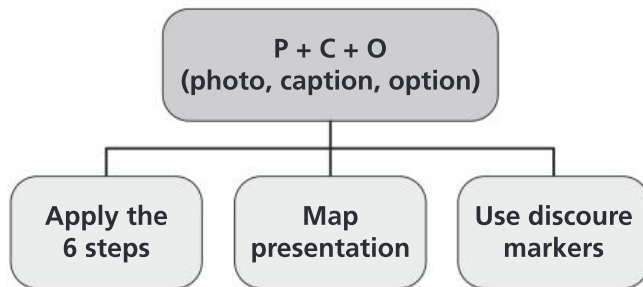 P + C + O
(photo, caption, option)
Apply the
6 steps
Map
presentation
Use discoure
markers